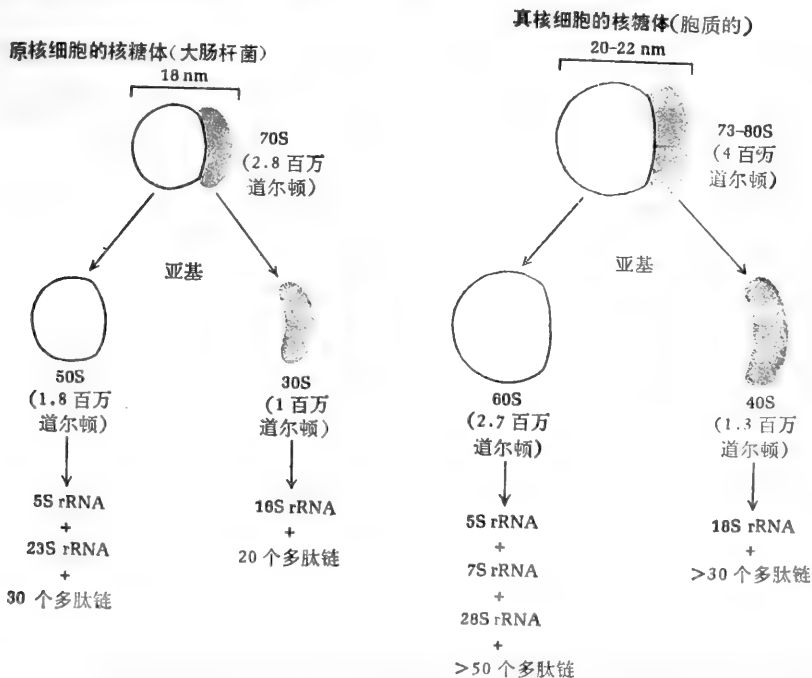 原核细胞的核糖体(大肠杆菌)
18 nm
70S
(2.8 百万
道尔顿)
亚基
50S
(1.8 百万
道尔顿)
30S
(1 百万
道尔顿)
5S rRNA
+
23S rRNA
+
30 个多肽链
16S rRNA
+
20 个多肽链
真核细胞的核糖体(胞质的)
20-22 nm
73-80S
(4 百万
道尔顿)
亚基
60S
(2.7 百万
道尔顿)
40S
(1.3 百万
道尔顿)
5S rRNA
+
7S rRNA
+
28S rRNA
+
>50 个多肽链
18S rRNA
+
>30 个多肽链